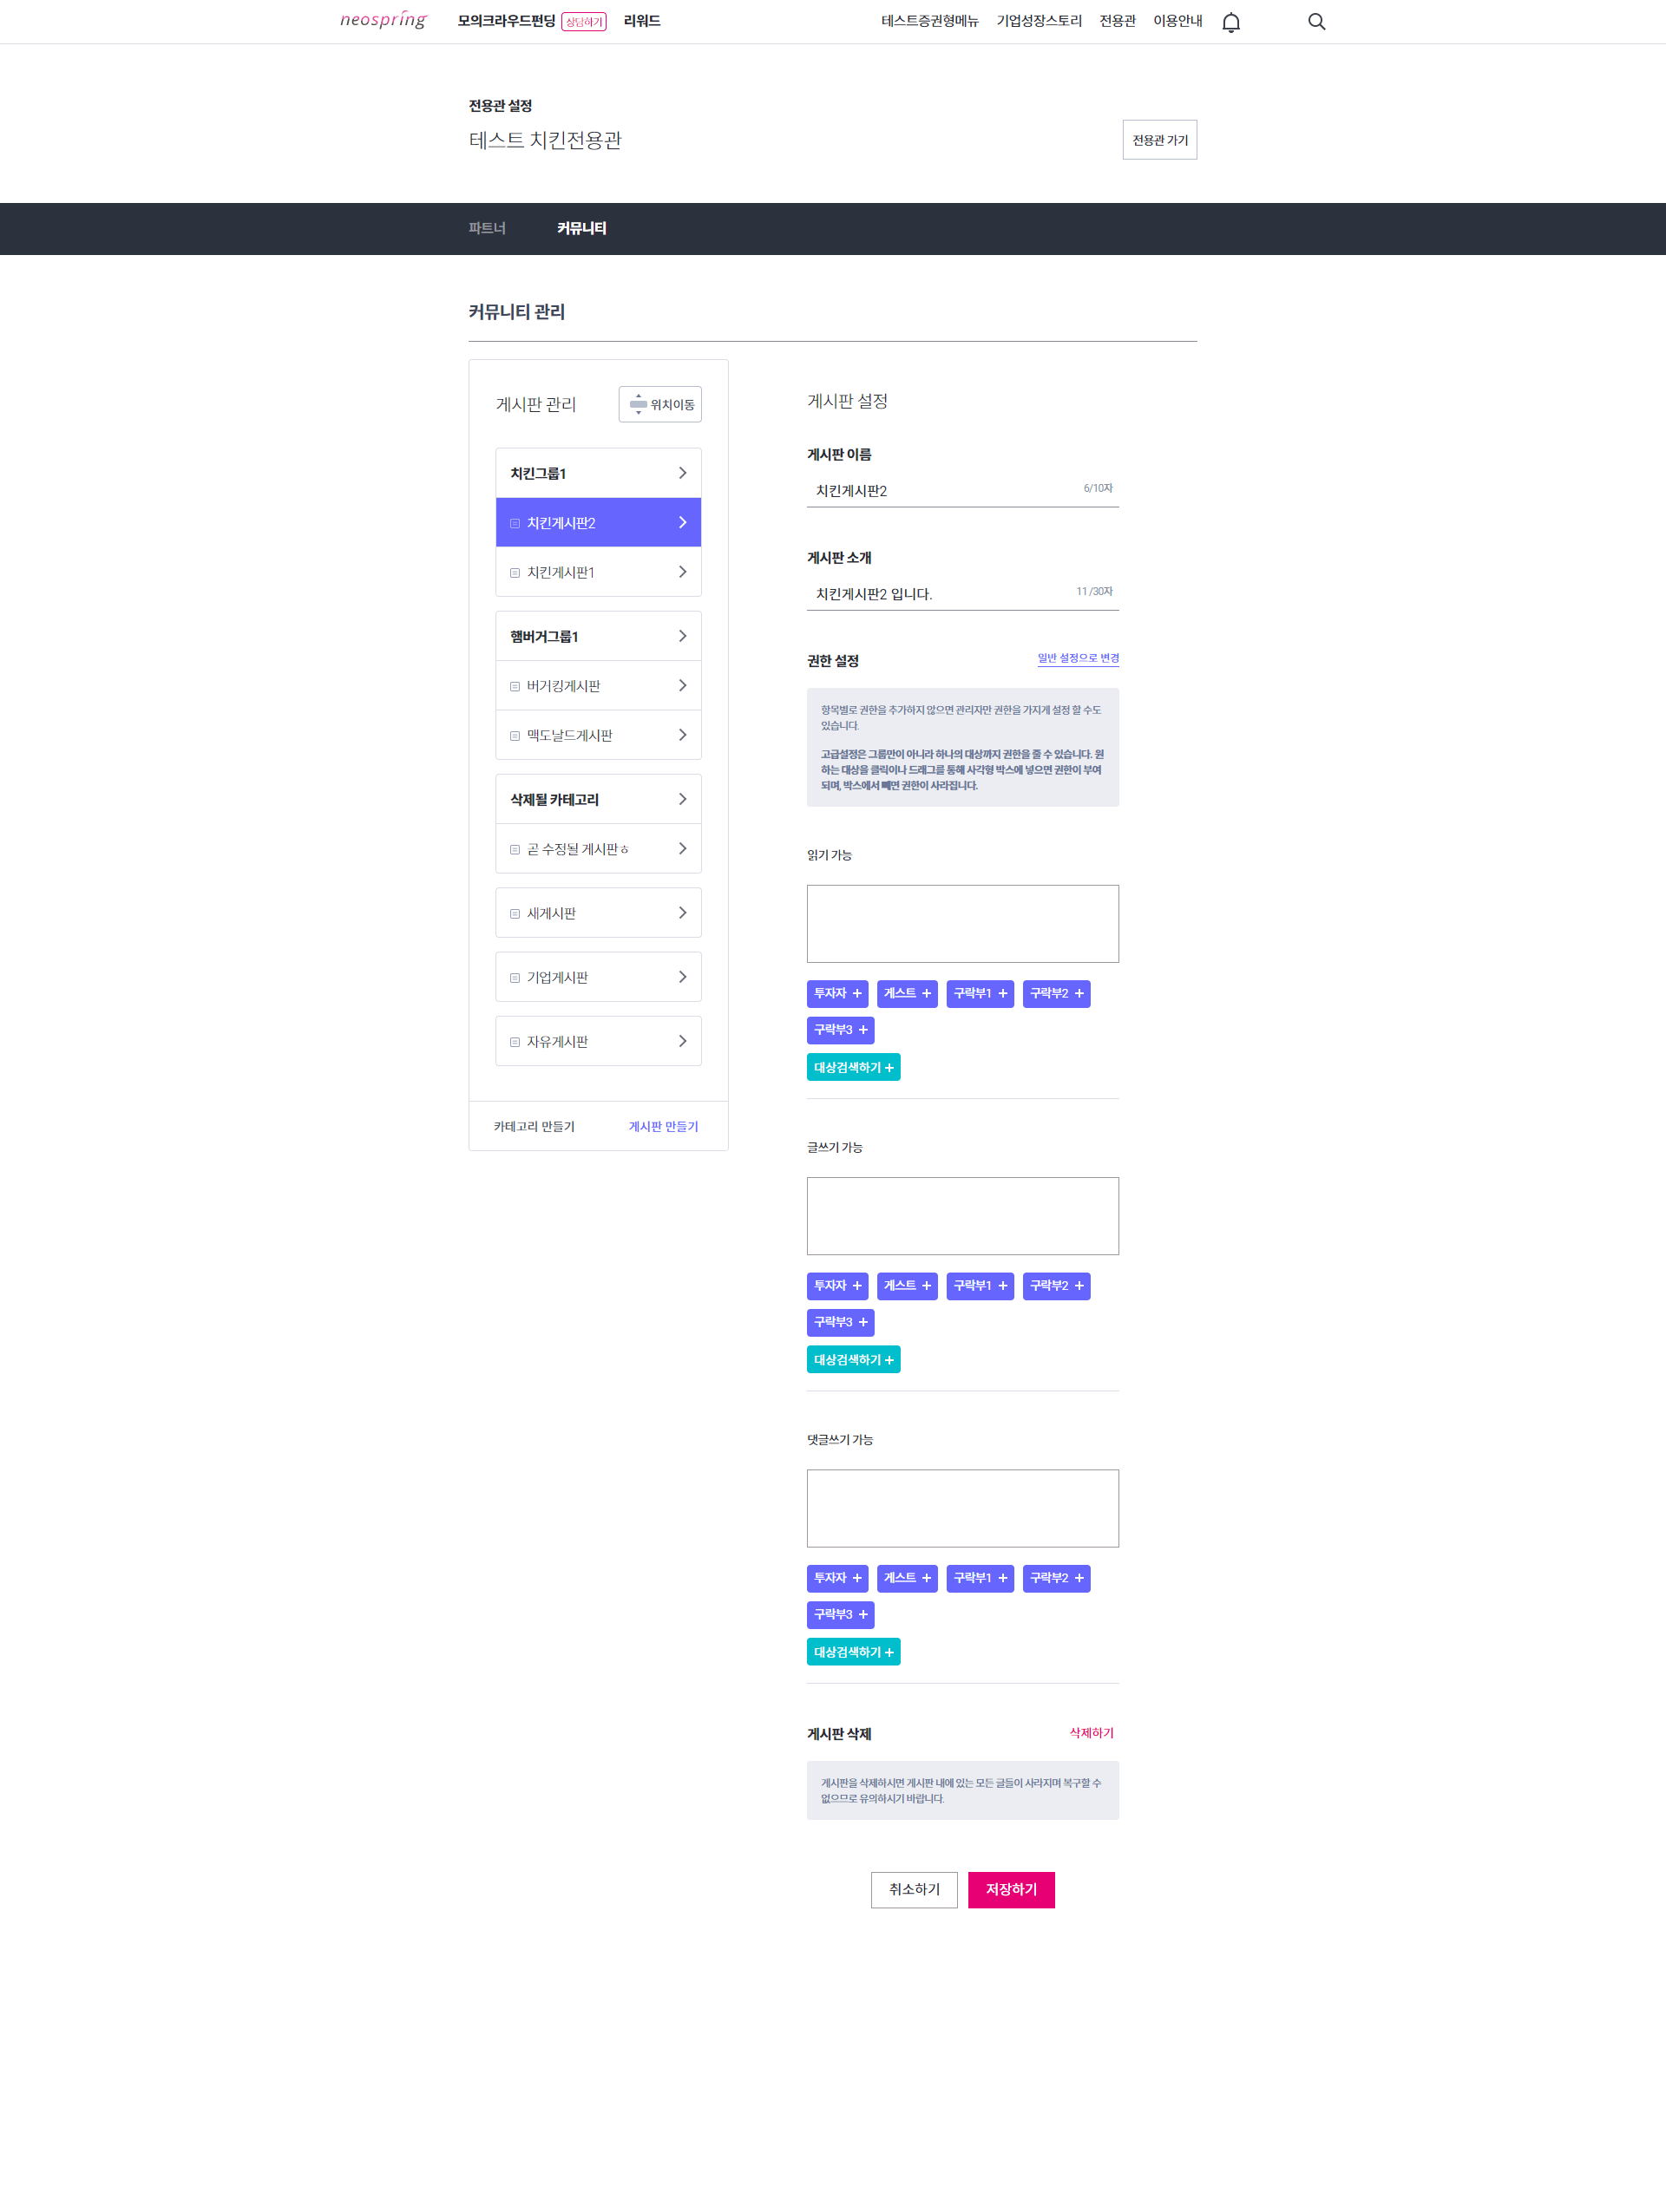 neospring 모의크라우드펀딩 상담하기 리워드 테스트증권형메뉴 기업성장스토리 전용관 이용안내
전용관 설정
테스트 치킨전용관
전용관 가기
파트너 커뮤니티
커뮤니티 관리
게시판 관리
위치이동
치킨그룹1
치킨게시판2
치킨게시판1
햄버거그룹1
버거킹게시판
맥도날드게시판
삭제될 카테고리
곧 수정될 게시판ㅎ
새게시판
기업게시판
자유게시판
카테고리 만들기 게시판 만들기
게시판 설정
게시판 이름
치킨게시판2 6/10자
게시판 소개
치킨게시판2 입니다. 11/30자
권한 설정 일반 설정으로 변경
항목별로 권한을 추가하지 않으면 관리자만 권한을 가지게 설정 할 수도
있습니다.
고급설정은 그룹만이 아니라 하나의 대상까지 권한을 줄 수 있습니다. 원
하는 대상을 클릭이나 드래그를 통해 사각형 박스에 넣으면 권한이 부여
되며, 박스에서 빼면 권한이 사라집니다.
읽기 가능
투자자 + 게스트 + 구락부1 + 구락부2 +
구락부3 +
대상검색하기 +
글쓰기 가능
투자자 + 게스트 + 구락부1 + 구락부2 +
구락부3 +
대상검색하기 +
댓글쓰기 가능
투자자 + 게스트 + 구락부1 + 구락부2 +
구락부3 +
대상검색하기 +
게시판 삭제 삭제하기
게시판을 삭제하시면 게시판 내에 있는 모든 글들이 사라지며 복구할 수
없으므로 유의하시기 바랍니다.
취소하기 저장하기